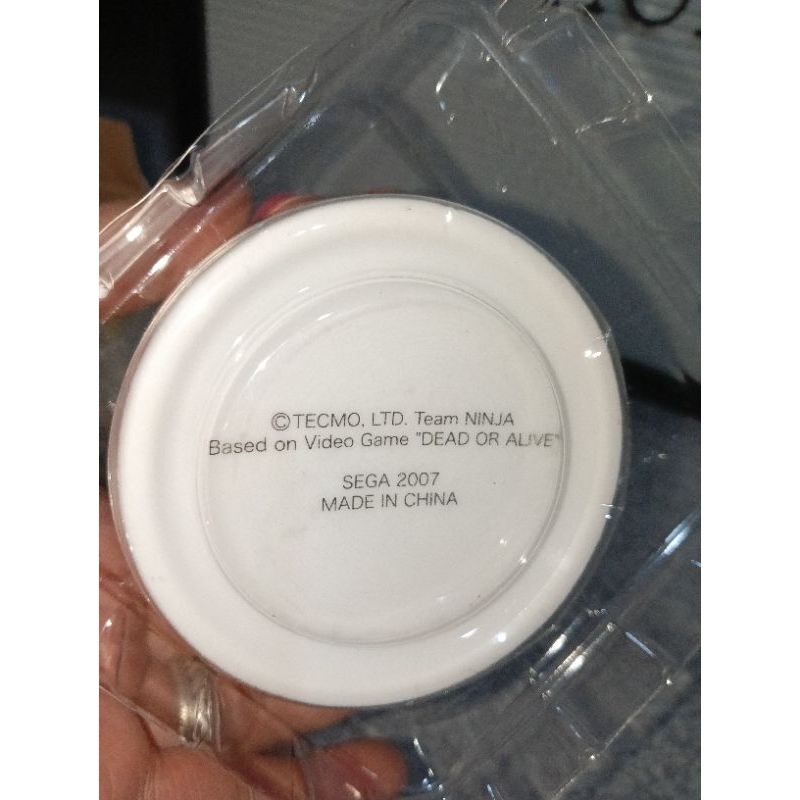 ©TECMO, LTD. Team NINJA
Based on Video Game "DEAD OR ALIVE"
SEGA 2007
MADE IN CHINA